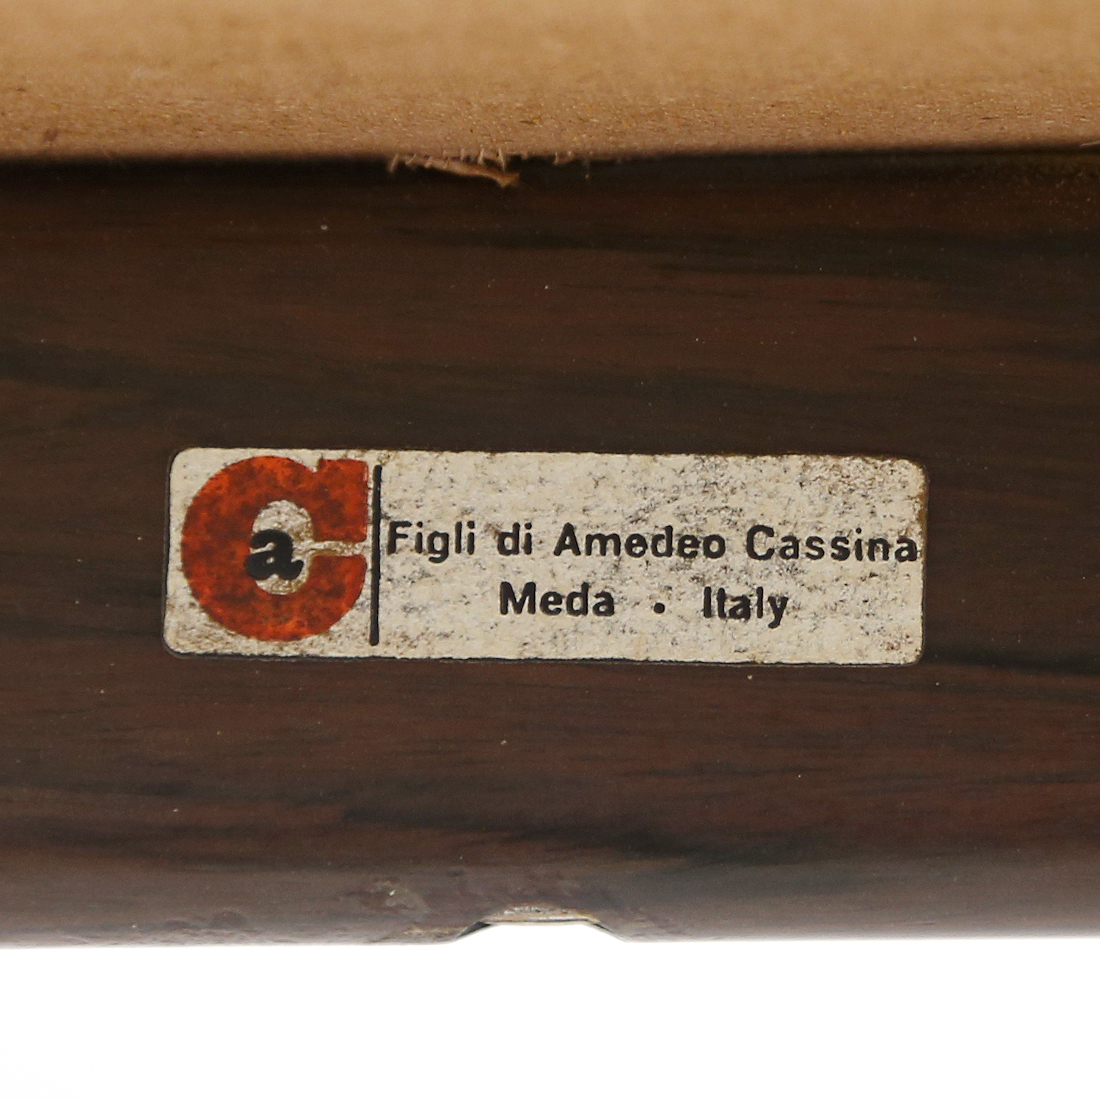 Ca
Figli di Amedeo Cassina
Meda . Italy